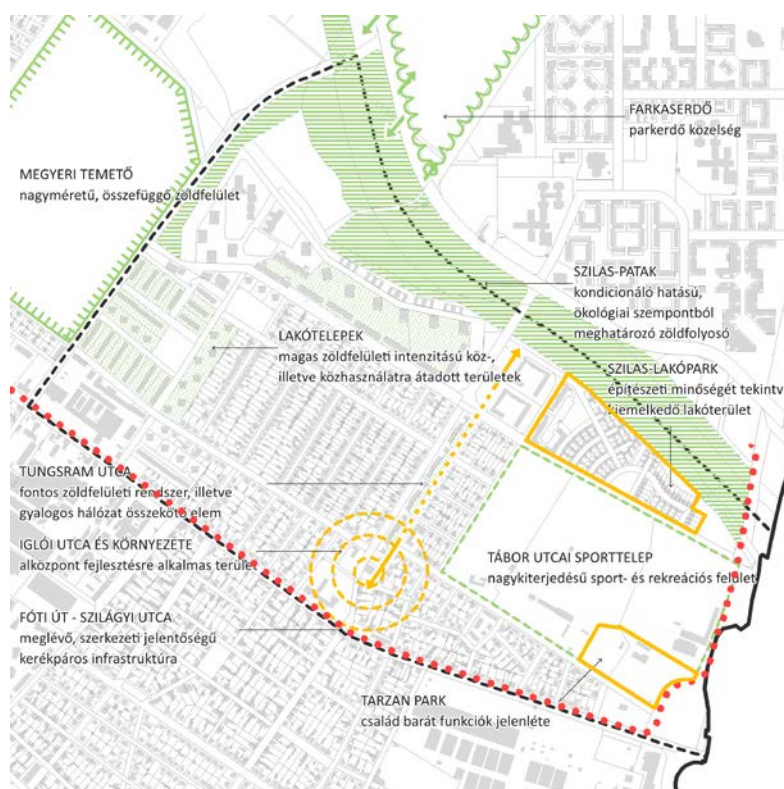 FARKASERDŐ
parkerdő közelség
MEGYERI TEMETŐ
nagyméretű, összefüggő zöldfelület
SZILAS-PATAK
kondicionáló hatású,
ökológiai szempontból
meghatározó zöldfolyosó
LAKÓTELEPEK
magas zöldfelületi intenzitású köz-,
illetve közhasználatra átadott területek
SZILAS-LAKÓPARK
építészeti minőségét tekintv
kiemelkedő lakóterület
TUNGSRAM UTCA
fontos zöldfelületi rendszer, illetve
gyalogos hálózat összekötő elem
IGLÓI UTCA ÉS KÖRNYEZETE
alközpont fejlesztésre alkalmas terület
TÁBOR UTCAI SPORTTELEP
nagykiterjedésű sport- és rekreációs felület
FÓTI ÚT - SZILÁGYI UTCA
meglévő, szerkezeti jelentőségű
kerékpáros infrastruktúra
TARZAN PARK
család barát funkciók jelenléte